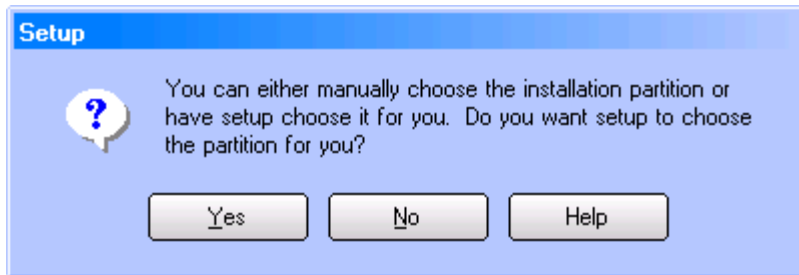 Setup
You can either manually choose the installation partition or
have setup choose it for you.  Do you want setup to choose
the partition for you?
Yes
No
Help